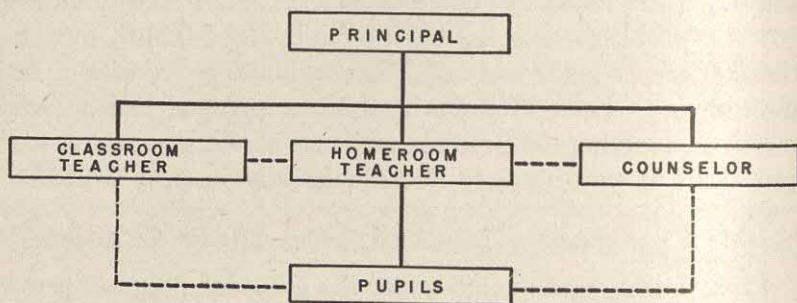 PRINCIPAL
CLASSROOM
TEACHER
HOMEROOM
TEACHER
COUNSELOR
PUPILS